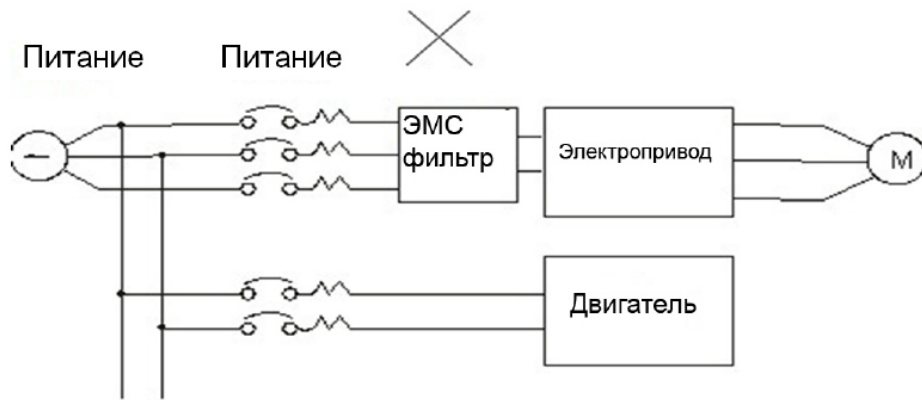 Питание
Питание
ЭМС
фильтр
Электропривод
М
Двигатель